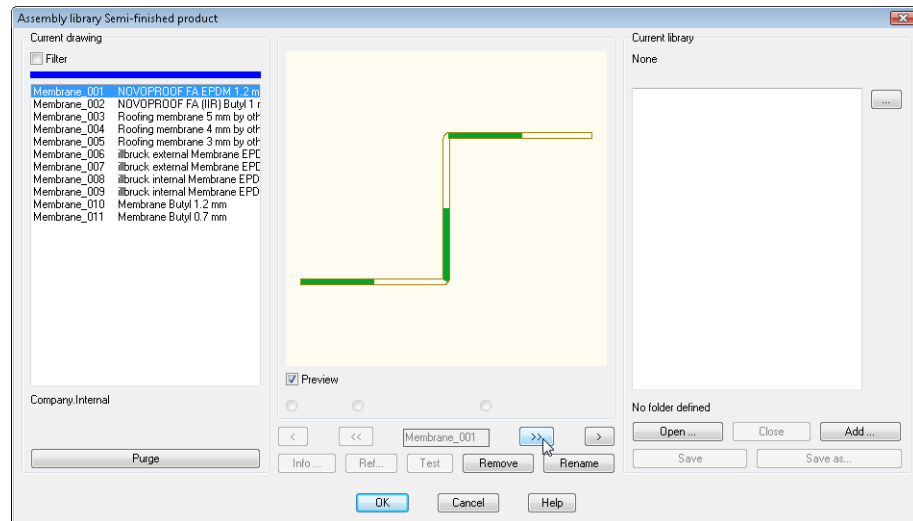 Assembly library Semi-finished product
Current drawing
Filter
Membrane_001 NOVOPROOF FA EPDM 1.2 m
Membrane_002 NOVOPROOF FA (IIR) Butyl 1
Membrane_003 Roofing membrane 5 mm by oth
Membrane_004 Roofing membrane 4 mm by oth
Membrane_005 Roofing membrane 3 mm by oth
Membrane_006 illbruck external Membrane EPD
Membrane_007 illbruck external Membrane EPD
Membrane_008 illbruck internal Membrane EPD
Membrane_009 illbruck internal Membrane EPD
Membrane_010 Membrane Butyl 1.2 mm
Membrane_011 Membrane Butyl 0.7 mm
Company.Internal
Purge
Preview
< << Membrane_001 >> >
Info ... Ref... Test Remove Rename
OK Cancel Help
Current library
None
...
No folder defined
Open ... Close Add ...
Save Save as...